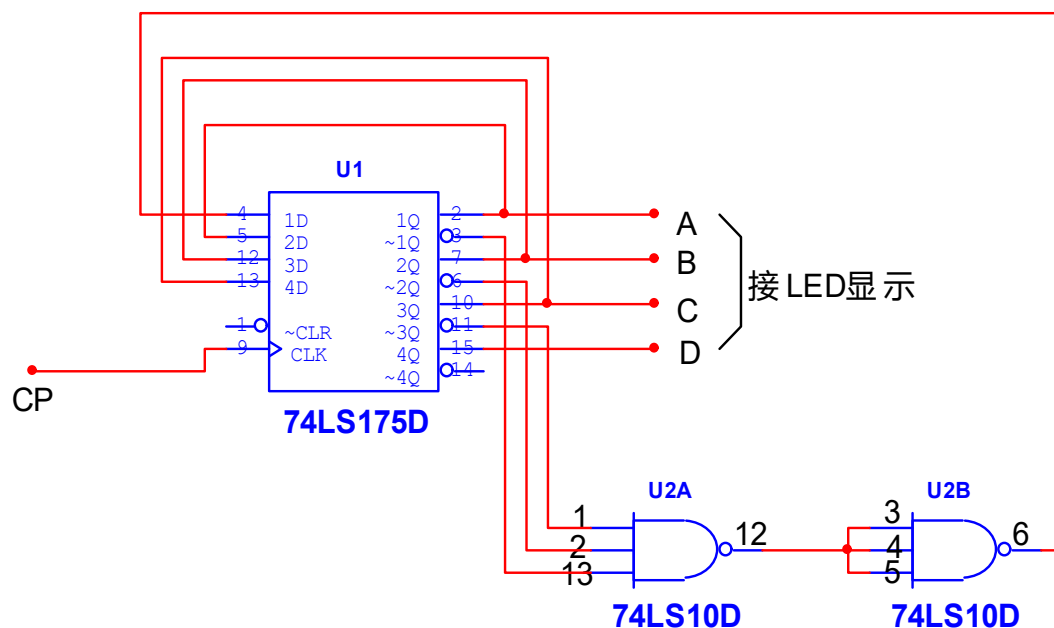 U1
4 1D 1Q 2 A
5 2D ~1Q 3
12 3D 2Q 7 B
13 4D ~2Q 6
3Q 10 C
1 ~CLR ~3Q 11
9 CLK 4Q 15 D
~4Q 14
接LED显示
CP
74LS175D
U2A
1
2
13
12
74LS10D
U2B
3
4
5
6
74LS10D